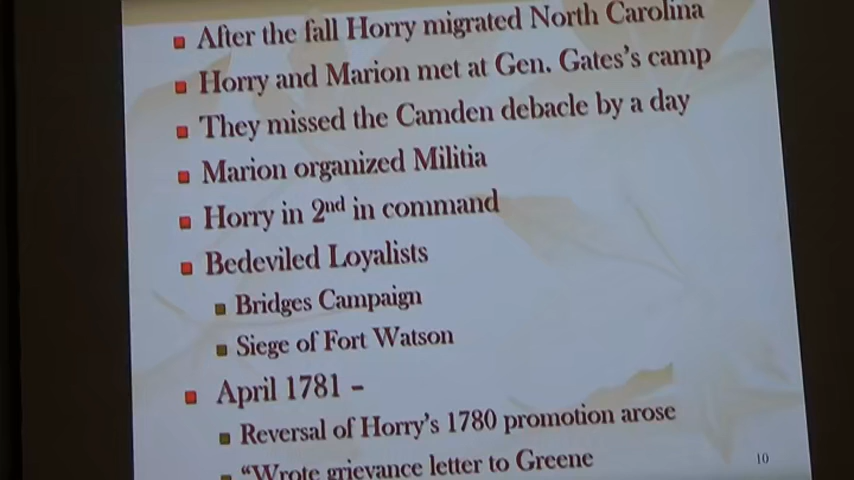 After the fall Horry migrated North Carolina
Horry and Marion met at Gen. Gates's camp
They missed the Camden debacle by a day
Marion organized Militia
Horry in 2nd in command
Bedeviled Loyalists
Bridges Campaign
Siege of Fort Watson
April 1781 –
Reversal of Horry's 1780 promotion arose
"Wrote grievance letter to Greene
10